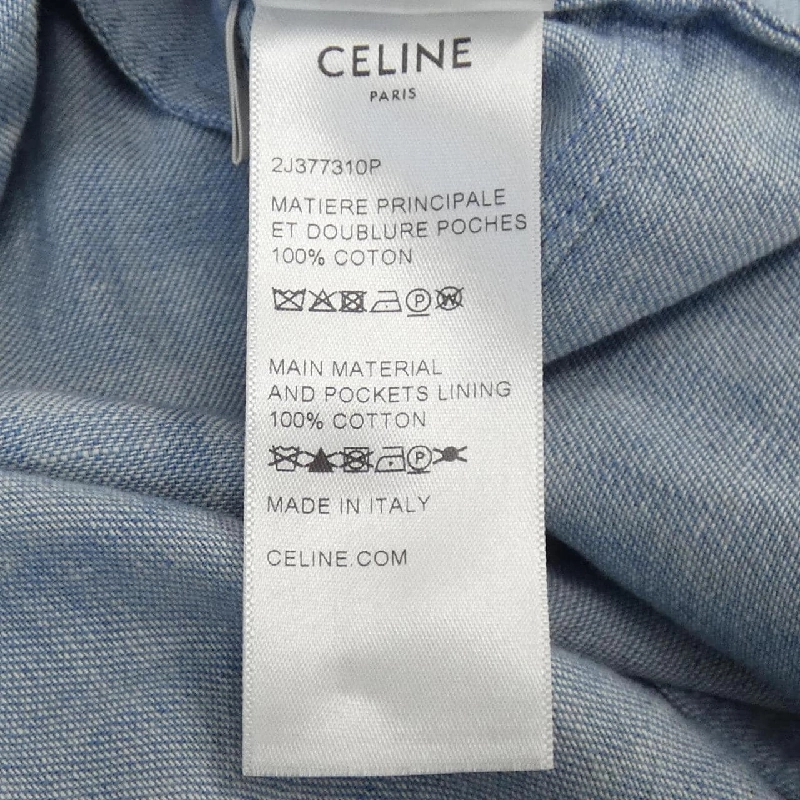 CELINE
PARIS
2J377310P
MATIERE PRINCIPALE
ET DOUBLURE POCHES
100% COTON
P W
MAIN MATERIAL
AND POCKETS LINING
100% COTTON
P
MADE IN ITALY
CELINE.COM